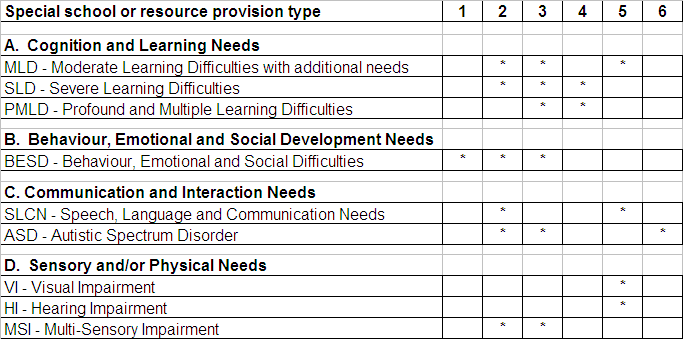 Special school or resource provision type 1 2 3 4 5 6
A. Cognition and Learning Needs
MLD - Moderate Learning Difficulties with additional needs * * *
SLD - Severe Learning Difficulties * * *
PMLD - Profound and Multiple Learning Difficulties * *
B. Behaviour, Emotional and Social Development Needs
BESD - Behaviour, Emotional and Social Difficulties * * *
C. Communication and Interaction Needs
SLCN - Speech, Language and Communication Needs * *
ASD - Autistic Spectrum Disorder * * *
D. Sensory and/or Physical Needs
VI - Visual Impairment *
HI - Hearing Impairment *
MSI - Multi-Sensory Impairment * *